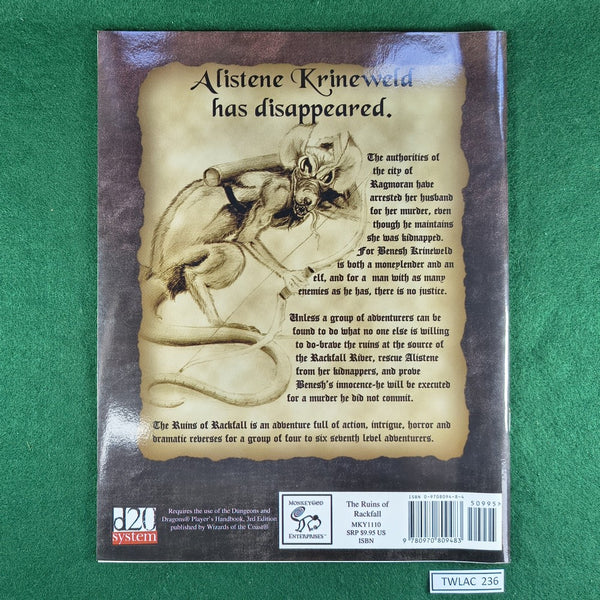 Alistene Krineweld
has disappeared.
The authorities of
the city of
Ragmoran have
arrested her husband
for her murder, even
though he maintains
she was kidnapped.
For Benesh Krineweld
is both a moneylender and an
elf, and for a man with as many
enemies as he has, there is no justice.
Unless a group of adventurers can be
found to do what no one else is willing
to do-brave the ruins at the source of
the Rackfall River, rescue Alistene
from her kidnappers, and probe
Benesh's innocence-he will be executed
for a murder he did not commit.
The Ruins of Rackfall is an adventure full of action, intrigue, horror and
dramatic reverses for a group of four to six seventh level adventurers.
d20
system
Requires the use of the Dungeons and
Dragons® Player's Handbook, 3rd Edition
published by Wizards of the Coast®
MONKEYGOD
ENTERPRISES™
The Ruins of
Rackfall
MKY1110
SRP $9.95 US
ISBN
ISBN 0-9708094-8-4
50995>
9 780970 809483
TWLAC 236